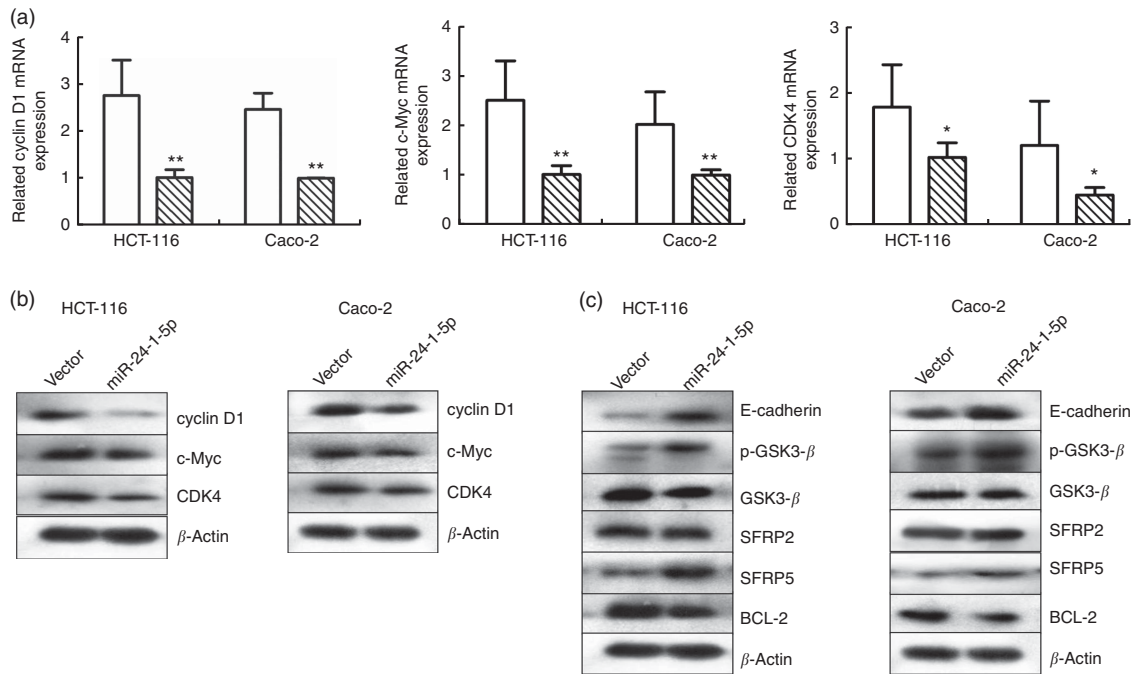 (a)
Related cyclin D1 mRNA
expression
4
3
2
1
0
**
**
HCT-116
Caco-2
Related c-Myc mRNA
expression
4
3
2
1
0
**
**
HCT-116
Caco-2
Related CDK4 mRNA
expression
3
2
1
0
*
*
HCT-116
Caco-2
(b)
HCT-116
Vector
miR-24-1-5p
cyclin D1
c-Myc
CDK4
β-Actin
Caco-2
Vector
miR-24-1-5p
cyclin D1
c-Myc
CDK4
β-Actin
(c)
HCT-116
Vector
miR-24-1-5p
E-cadherin
p-GSK3-β
GSK3-β
SFRP2
SFRP5
BCL-2
β-Actin
Caco-2
Vector
miR-24-1-5p
E-cadherin
p-GSK3-β
GSK3-β
SFRP2
SFRP5
BCL-2
β-Actin